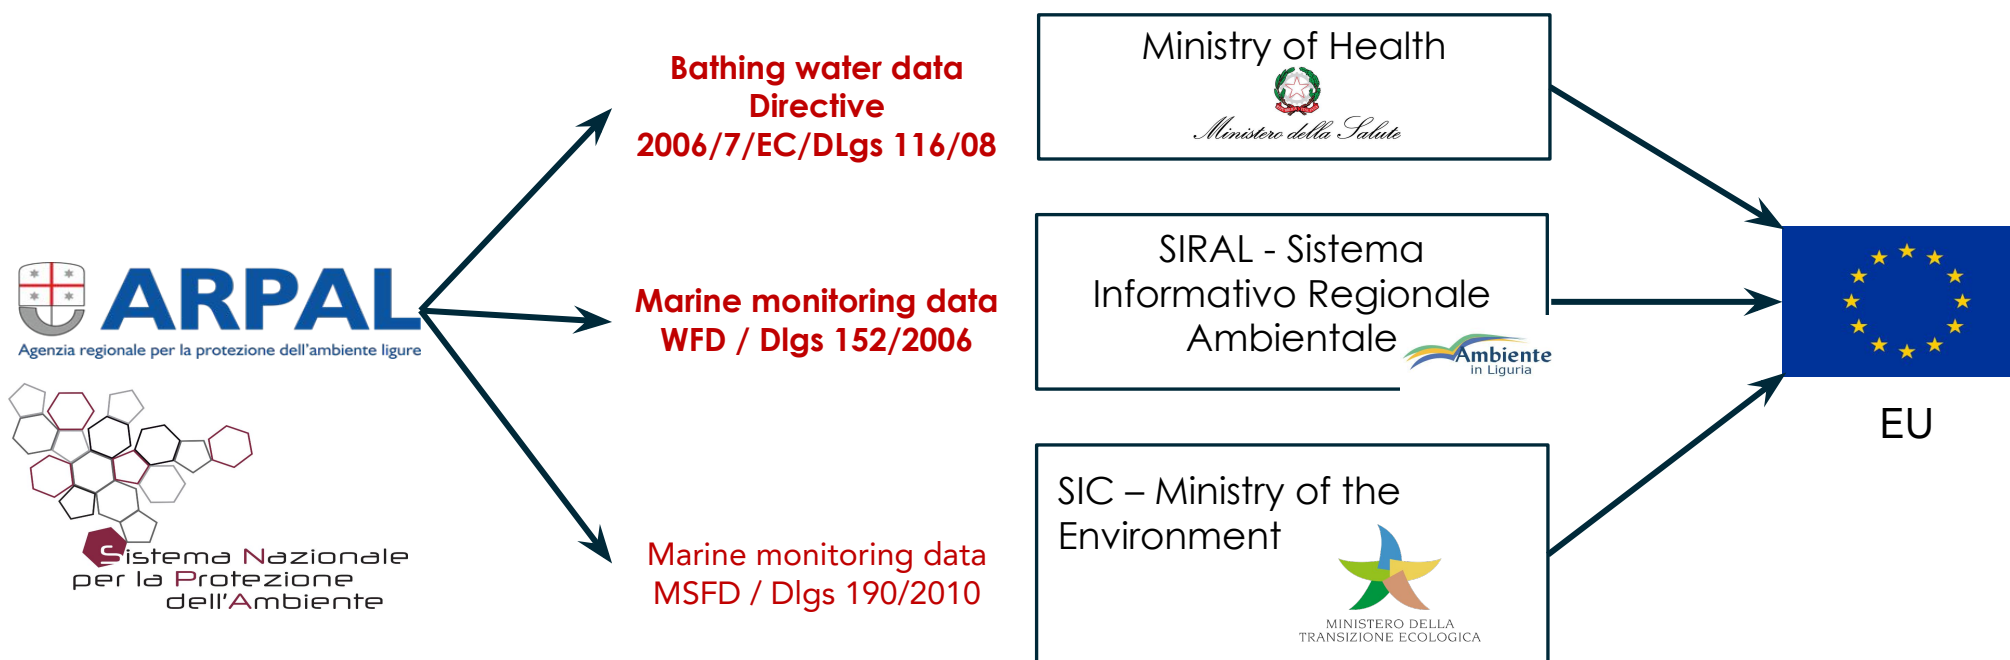 ARPAL
Agenzia regionale per la protezione dell'ambiente ligure
Sistema Nazionale
per la Protezione
dell'Ambiente
Bathing water data
Directive
2006/7/EC/DLgs 116/08
Marine monitoring data
WFD / Dlgs 152/2006
Marine monitoring data
MSFD / Dlgs 190/2010
Ministry of Health
Ministero della Salute
SIRAL - Sistema
Informativo Regionale
Ambientale
Ambiente
in Liguria
SIC – Ministry of the
Environment
MINISTERO DELLA
TRANSIZIONE ECOLOGICA
EU